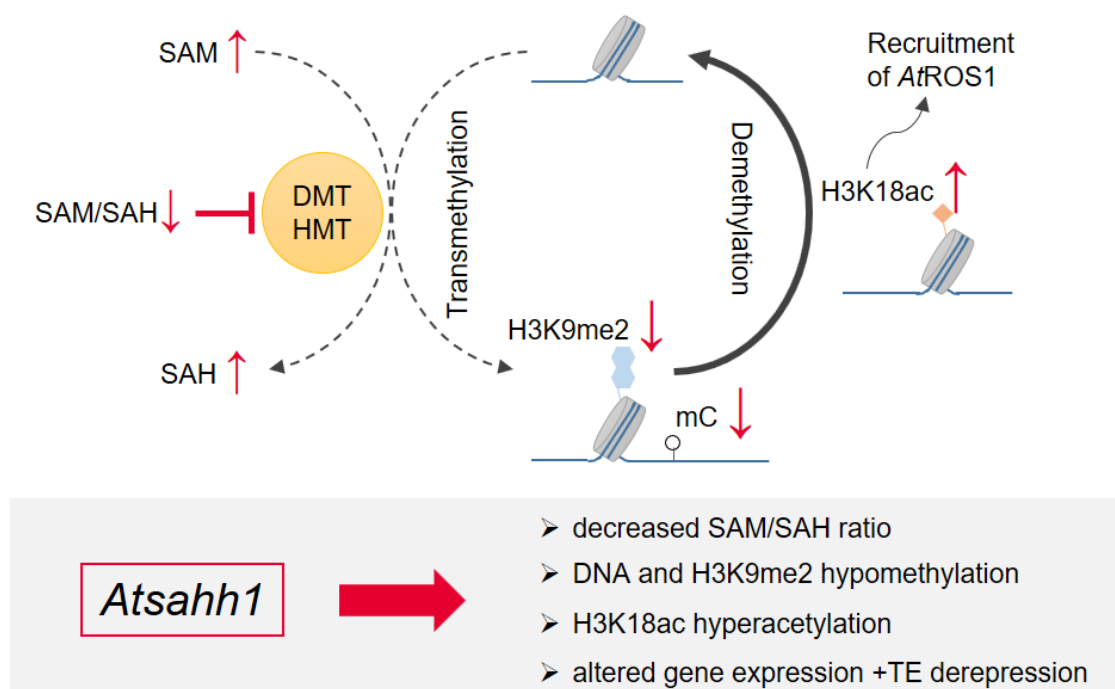 SAM ↑
Recruitment
of AtROS1
Transmethylation
Demethylation
H3K18ac ↑
SAM/SAH ↓
DMT
HMT
H3K9me2 ↓
SAH ↑
mC ↓
Atsahh1
➢ decreased SAM/SAH ratio
➢ DNA and H3K9me2 hypomethylation
➢ H3K18ac hyperacetylation
➢ altered gene expression +TE derepression